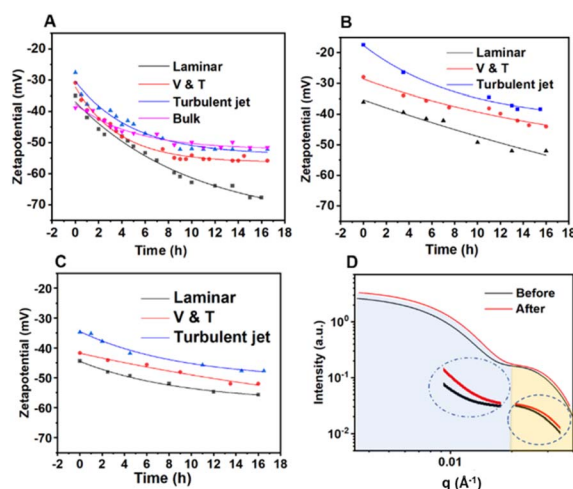 A
Zetapotential (mV)
-20
-30
-40
-50
-60
-70
Laminar
V & T
Turbulent jet
Bulk
0 2 4 6 8 10 12 14 16 18
Time (h)
B
Zetapotential (mV)
-20
-30
-40
-50
-60
-70
Laminar
V & T
Turbulent jet
0 2 4 6 8 10 12 14 16 18
Time (h)
C
Zetapotential (mV)
-20
-30
-40
-50
-60
-70
Laminar
V & T
Turbulent jet
0 2 4 6 8 10 12 14 16 18
Time (h)
D
Intensity (a.u.)
10⁰
10⁻¹
10⁻²
Before
After
0.01
q (Å⁻¹)